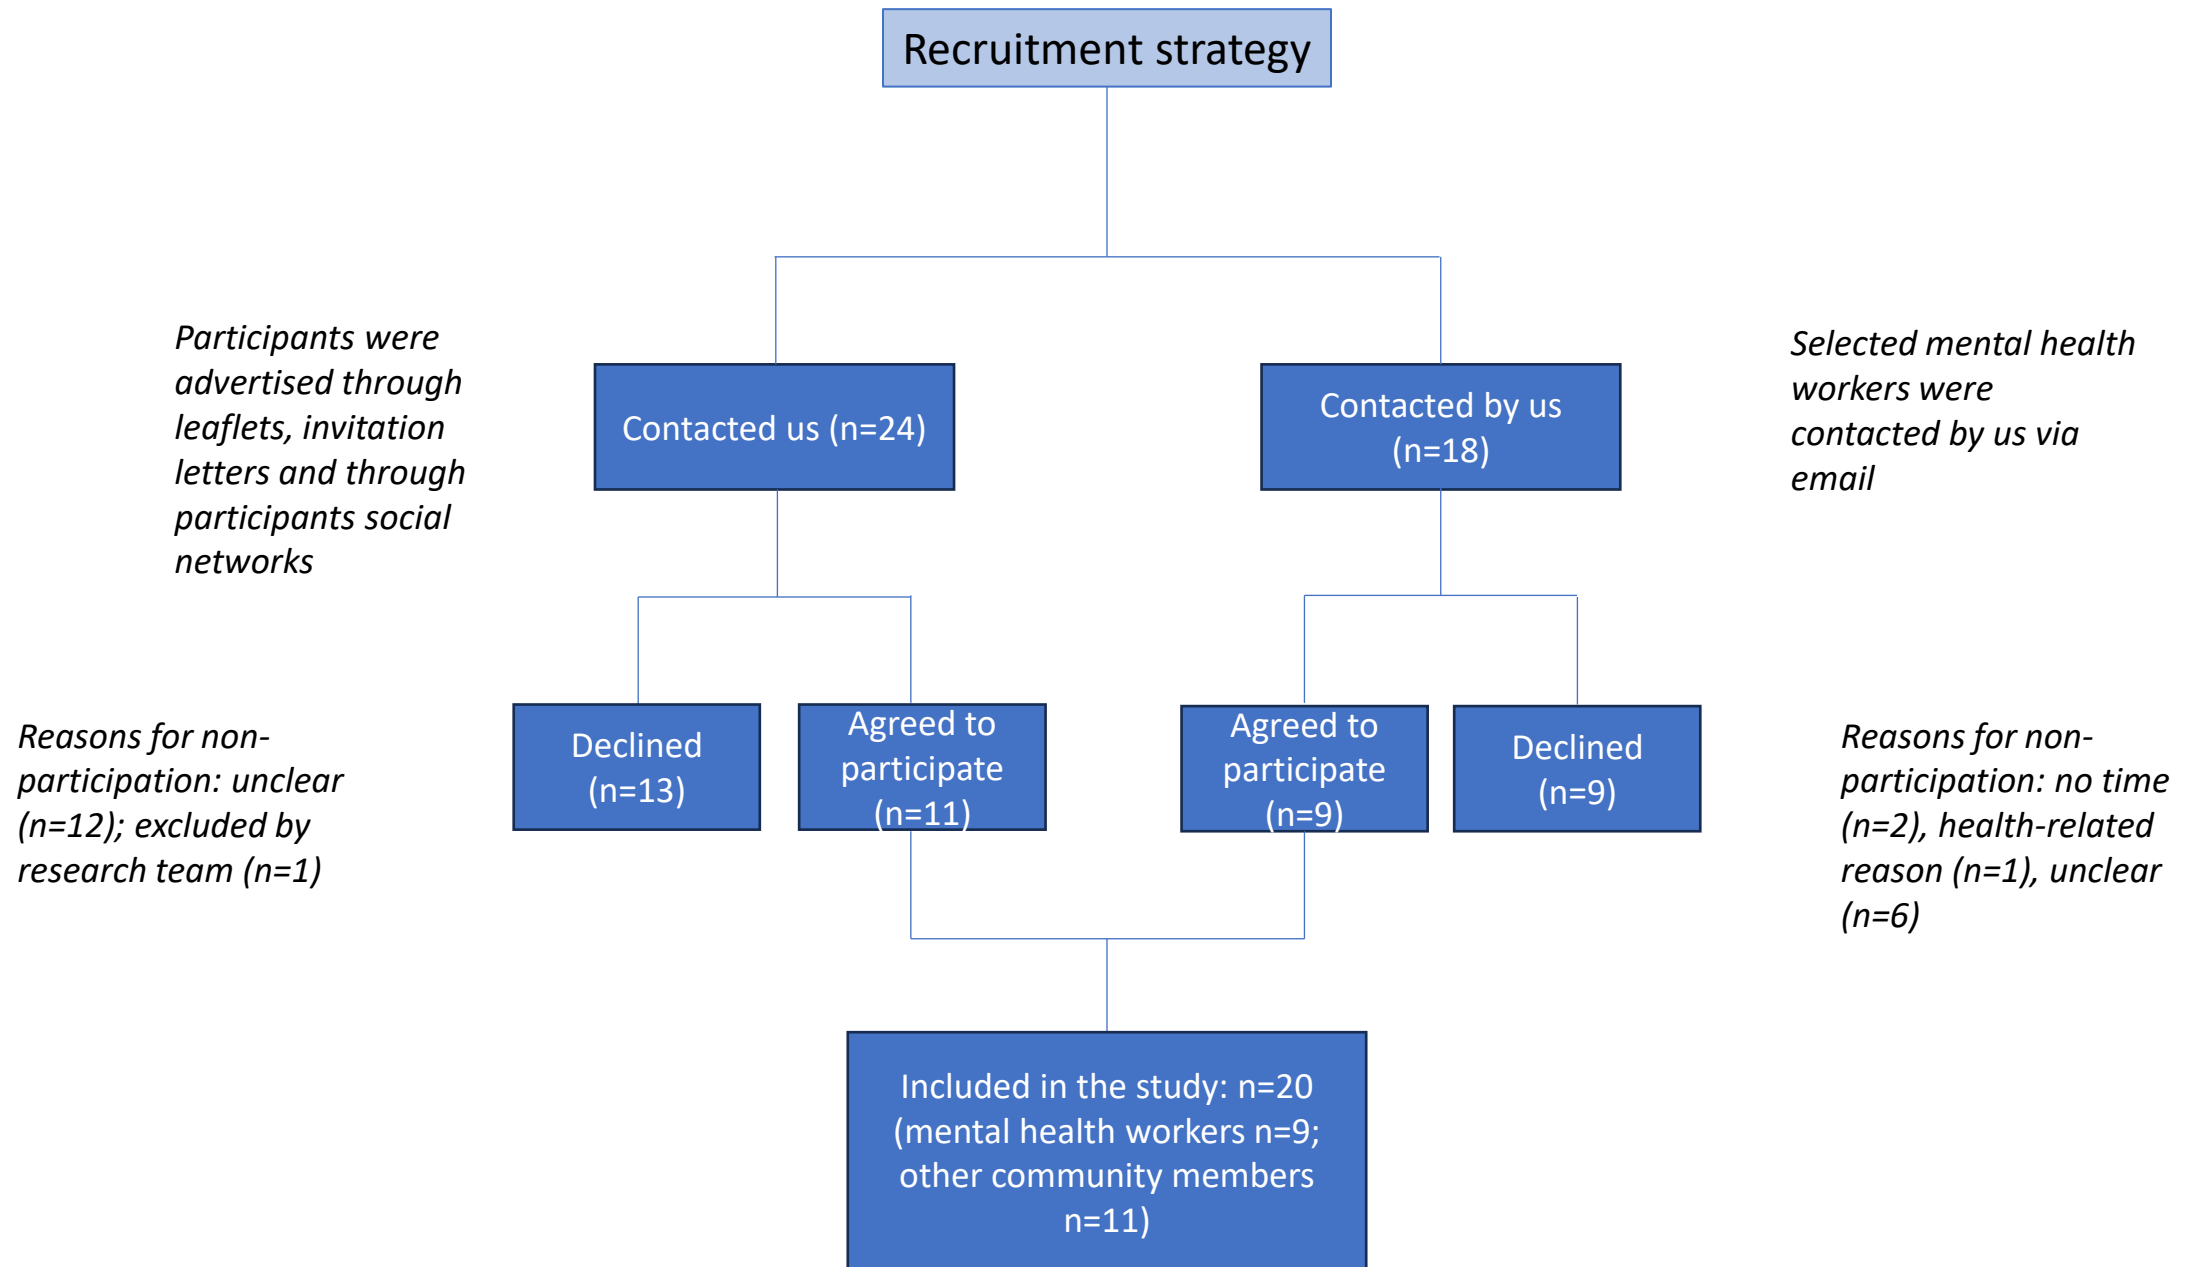 Recruitment strategy
Participants were
advertised through
leaflets, invitation
letters and through
participants social
networks
Contacted us (n=24)
Contacted by us
(n=18)
Selected mental health
workers were
contacted by us via
email
Reasons for non-
participation: unclear
(n=12); excluded by
research team (n=1)
Declined
(n=13)
Agreed to
participate
(n=11)
Agreed to
participate
(n=9)
Declined
(n=9)
Reasons for non-
participation: no time
(n=2), health-related
reason (n=1), unclear
(n=6)
Included in the study: n=20
(mental health workers n=9;
other community members
n=11)